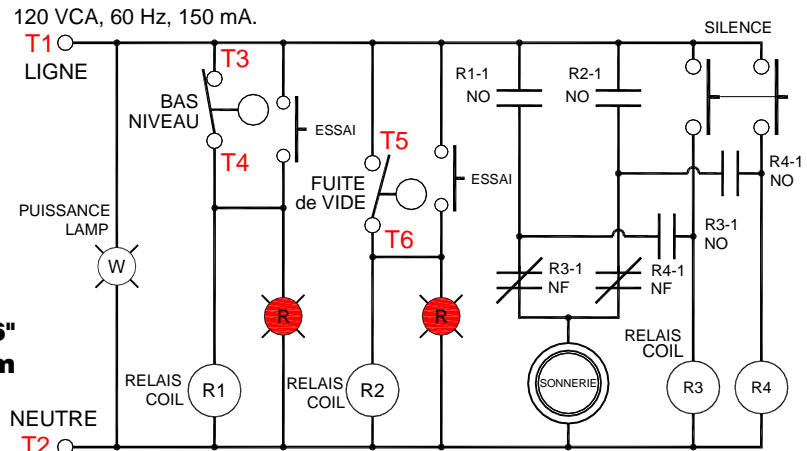 120 VCA, 60 Hz, 150 mA.
T1
LIGNE
T3
BAS
NIVEAU
T4
ESSAI
T5
FUITE
de VIDE
T6
ESSAI
SILENCE
R1-1
NO
R2-1
NO
R4-1
NO
R3-1
NO
R3-1
NF
R4-1
NF
PUISSANCE
LAMP
W
R
R
6"
m
RELAIS
COIL
R1
RELAIS
COIL
R2
SONNERIE
RELAIS
COIL
R3
R4
NEUTRE
T2